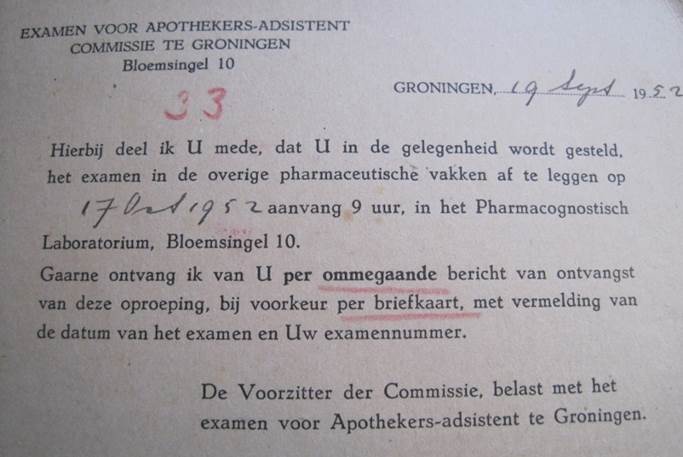 EXAMEN VOOR APOTHEKERS-ADSISTENT
COMMISSIE TE GRONINGEN
Bloemsingel 10
33
GRONINGEN, 19 Sept 1952
Hierbij deel ik U mede, dat U in de gelegenheid wordt gesteld,
het examen in de overige pharmaceutische vakken af te leggen op
17 Oct 1952 aanvang 9 uur, in het Pharmacognostisch
Laboratorium, Bloemsingel 10.
Gaarne ontvang ik van U per ommegaande bericht van ontvangst
van deze oproeping, bij voorkeur per briefkaart, met vermelding van
de datum van het examen en Uw examennummer.
De Voorzitter der Commissie, belast met het
examen voor Apothekers-adsistent te Groningen.